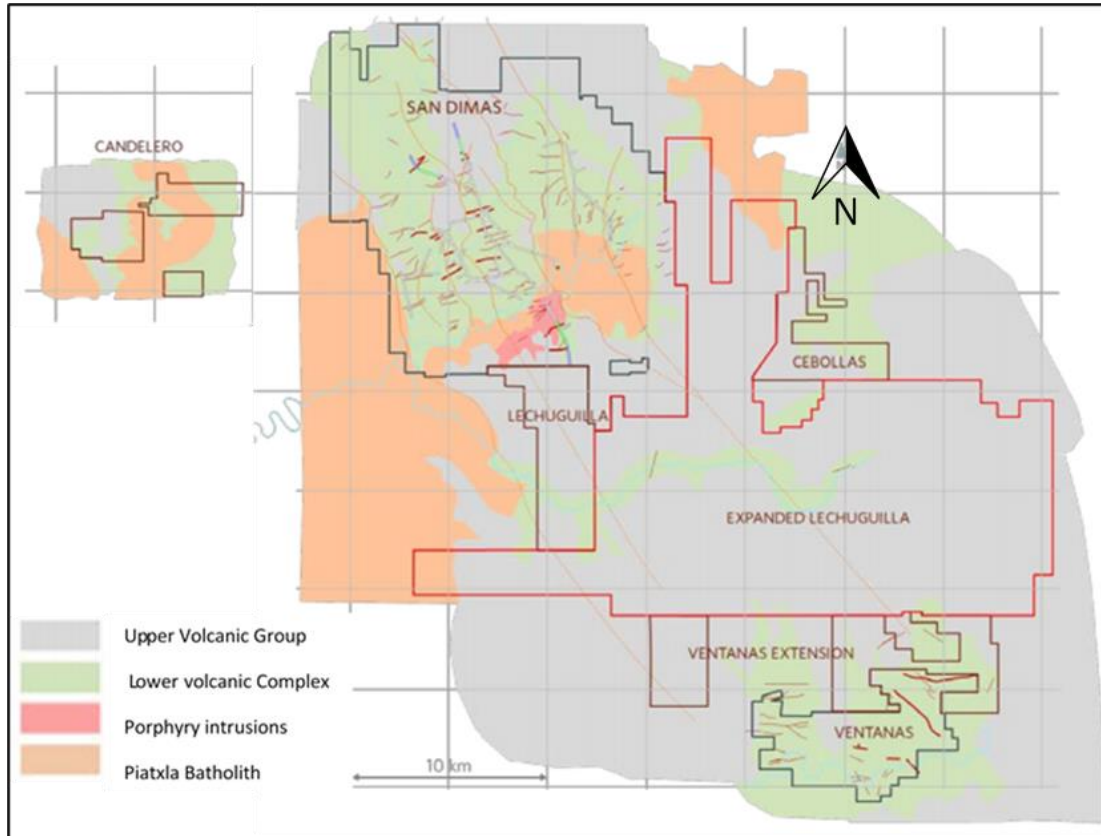 SAN DIMAS
CANDELERO
N
CEBOLLAS
LECHUGUILLA
EXPANDED LECHUGUILLA
Upper Volcanic Group
VENTANAS EXTENSION
Lower volcanic Complex
Porphyry intrusions
VENTANAS
Piatxla Batholith
10 km